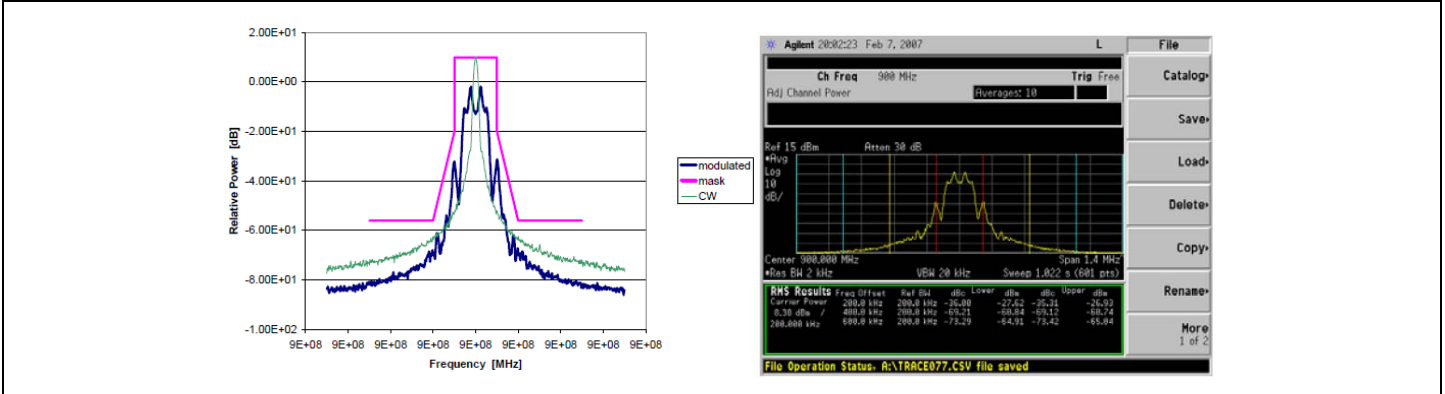 2.00E+01
0.00E+00
-2.00E+01
-4.00E+01
-6.00E+01
-8.00E+01
-1.00E+02
Relative Power [dB]
9E+08 9E+08 9E+08 9E+08 9E+08 9E+08 9E+08 9E+08 9E+08
Frequency [MHz]
modulated
mask
CW
Agilent 20:02:23 Feb 7, 2007 L File
Ch Freq 900 MHz Trig Free
Adj Channel Power Averages: 10
Ref 15 dBm Atten 30 dB
*Avg
Log
10
dB/
Center 900.000 MHz Span 1.4 MHz
*Res BW 2 kHz VBW 20 kHz Sweep 1.022 s (601 pts)
RMS Results Freq Offset Ref BW dBc Lower dBm dBc Upper dBm
Carrier Power 200.0 kHz 200.0 kHz -36.00 -27.62 -35.31 -26.93
8.38 dBm / 400.0 kHz 200.0 kHz -69.21 -60.84 -69.12 -60.74
200.000 kHz 600.0 kHz 200.0 kHz -73.29 -64.91 -73.42 -65.04
File Operation Status, A:\TRACE077.CSV file saved
Catalog
Save
Load
Delete
Copy
Rename
More
1 of 2